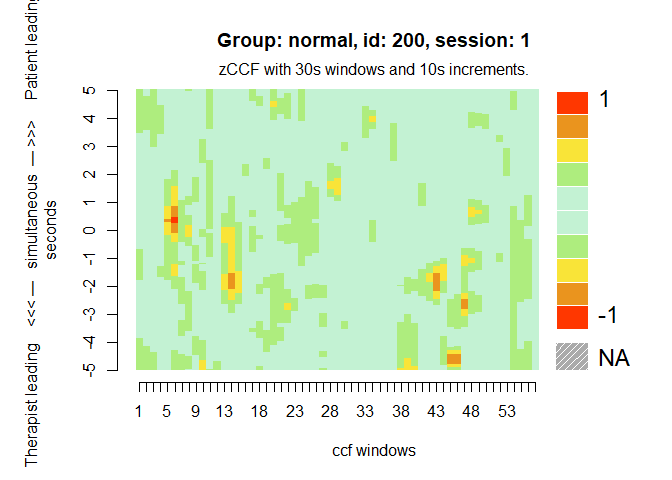 Group: normal, id: 200, session: 1
zCCF with 30s windows and 10s increments.
Therapist leading <<< — simultaneous — >>> Patient leading
seconds
5
4
3
2
1
0
-1
-2
-3
-4
-5
1 5 9 13 18 23 28 33 38 43 48 53
ccf windows
1
-1
NA